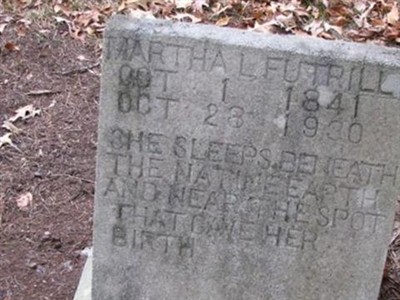 MARTHA L. FUTRILL
OCT 1 1841
OCT 28 1930
SHE SLEEPS BENEATH
THE NATIVE EARTH
AND NEAR THE SPOT
THAT GAVE HER
BIRTH